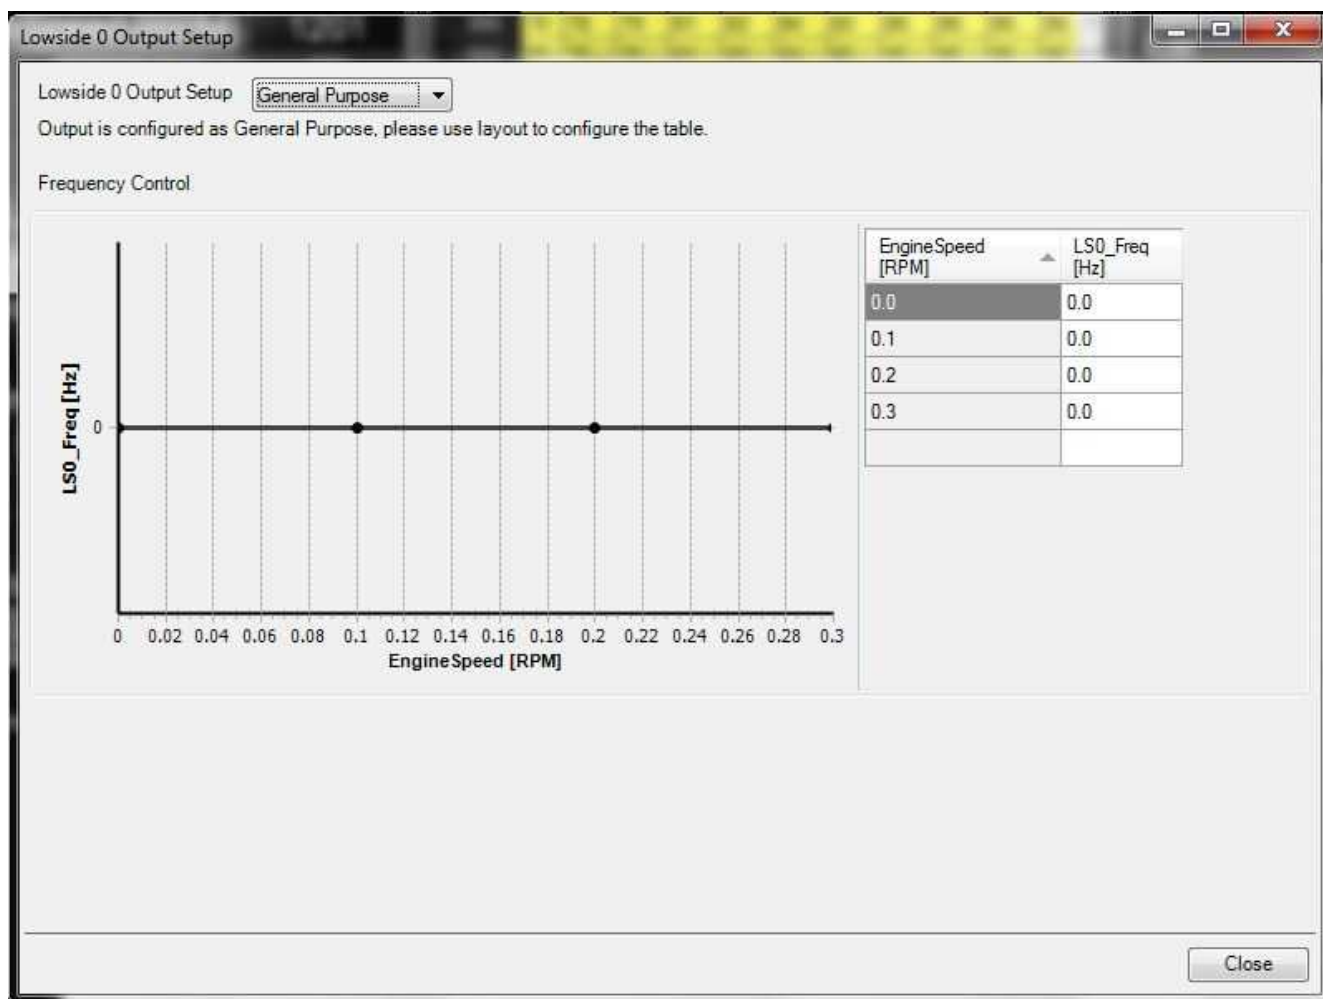 Lowside 0 Output Setup
Lowside 0 Output Setup General Purpose
Output is configured as General Purpose, please use layout to configure the table.
Frequency Control
EngineSpeed [RPM] LS0_Freq [Hz]
0.0 0.0
0.1 0.0
0.2 0.0
0.3 0.0
LS0_Freq [Hz]
0
0 0.02 0.04 0.06 0.08 0.1 0.12 0.14 0.16 0.18 0.2 0.22 0.24 0.26 0.28 0.3
EngineSpeed [RPM]
Close